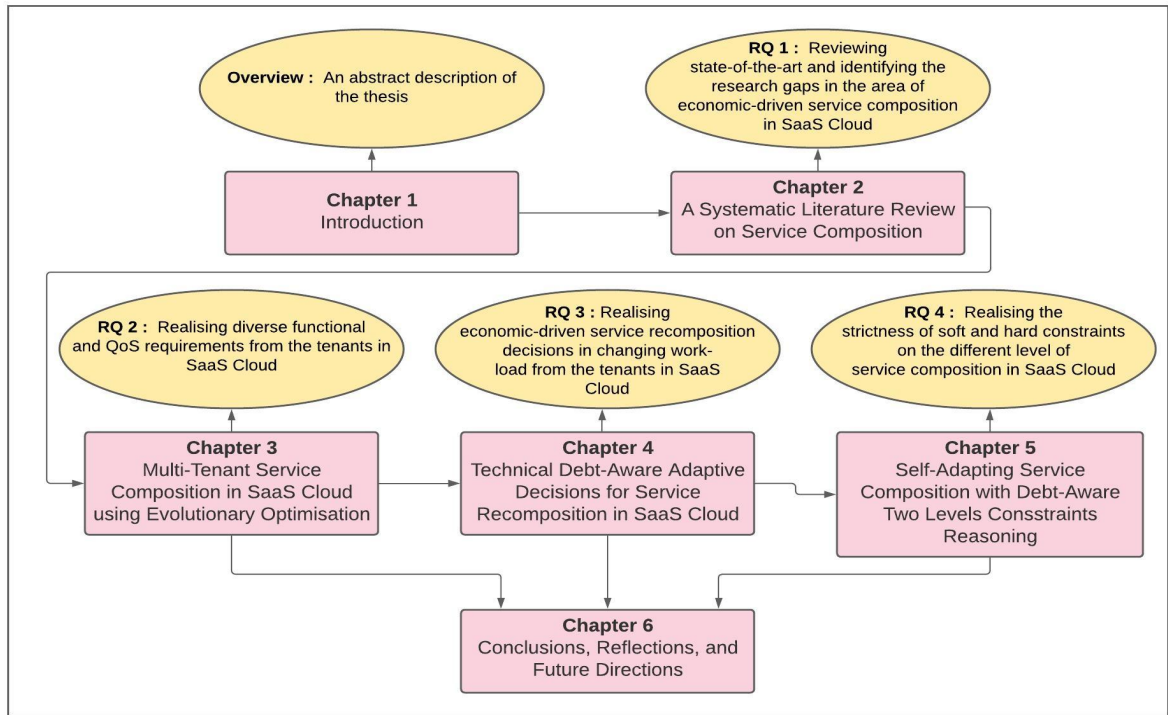 Overview : An abstract description of
the thesis
RQ 1 : Reviewing
state-of-the-art and identifying the
research gaps in the area of
economic-driven service composition
in SaaS Cloud
Chapter 1
Introduction
Chapter 2
A Systematic Literature Review
on Service Composition
RQ 2 : Realising diverse functional
and QoS requirements from the tenants in
SaaS Cloud
RQ 3 : Realising
economic-driven service recomposition
decisions in changing work-
load from the tenants in SaaS
Cloud
RQ 4 : Realising the
strictness of soft and hard constraints
on the different level of
service composition in SaaS Cloud
Chapter 3
Multi-Tenant Service
Composition in SaaS Cloud
using Evolutionary Optimisation
Chapter 4
Technical Debt-Aware Adaptive
Decisions for Service
Recomposition in SaaS Cloud
Chapter 5
Self-Adapting Service
Composition with Debt-Aware
Two Levels Consstraints
Reasoning
Chapter 6
Conclusions, Reflections, and
Future Directions